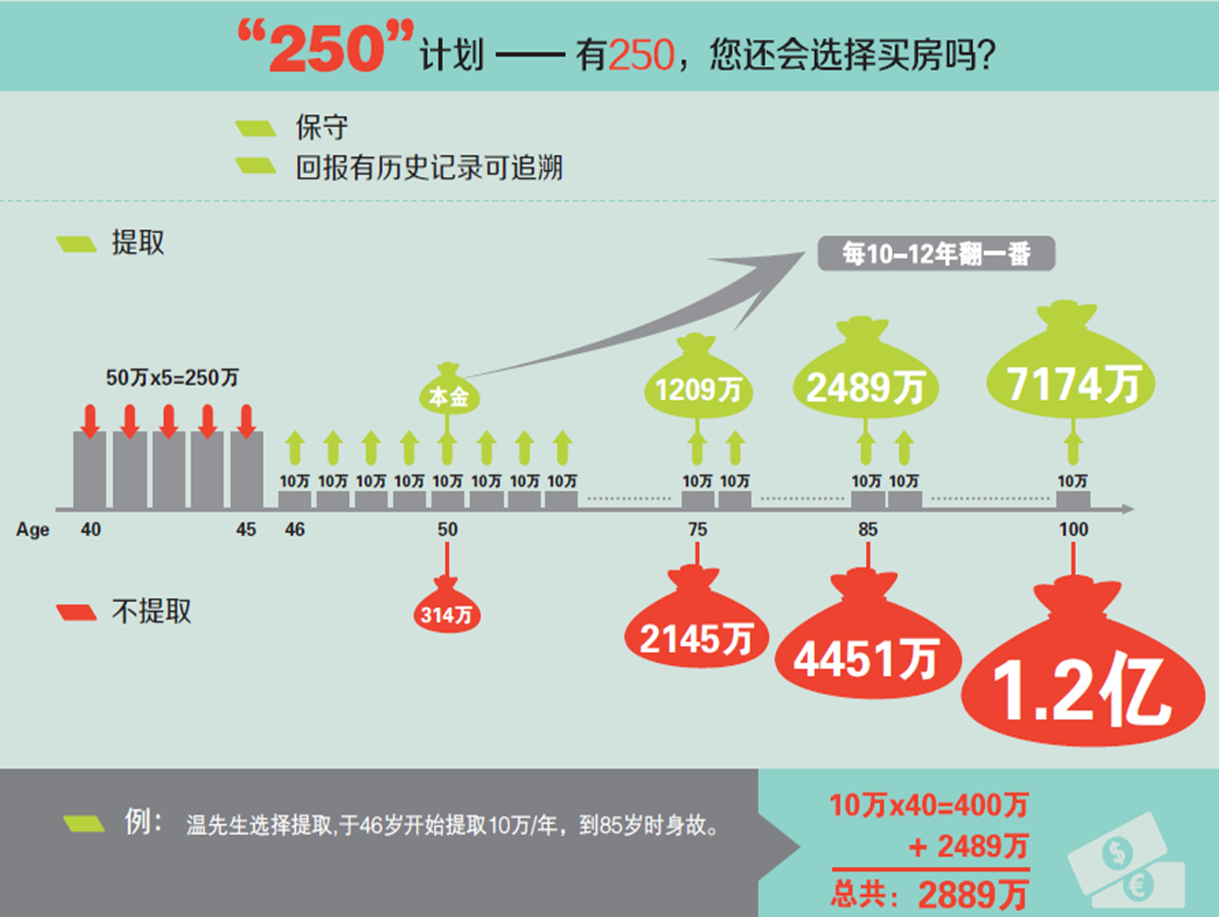 “250”计划 —— 有250，您还会选择买房吗？
保守
回报有历史记录可追溯
提取
每10-12年翻一番
50万x5=250万
本金
1209万
2489万
7174万
10万 10万 10万 10万 10万 10万 10万 10万 10万 10万 10万 10万 10万
Age 40 45 46 50 75 85 100
不提取
314万
2145万
4451万
1.2亿
例： 温先生选择提取,于46岁开始提取10万/年，到85岁时身故。
10万x40=400万
+ 2489万
总共：2889万
$
€